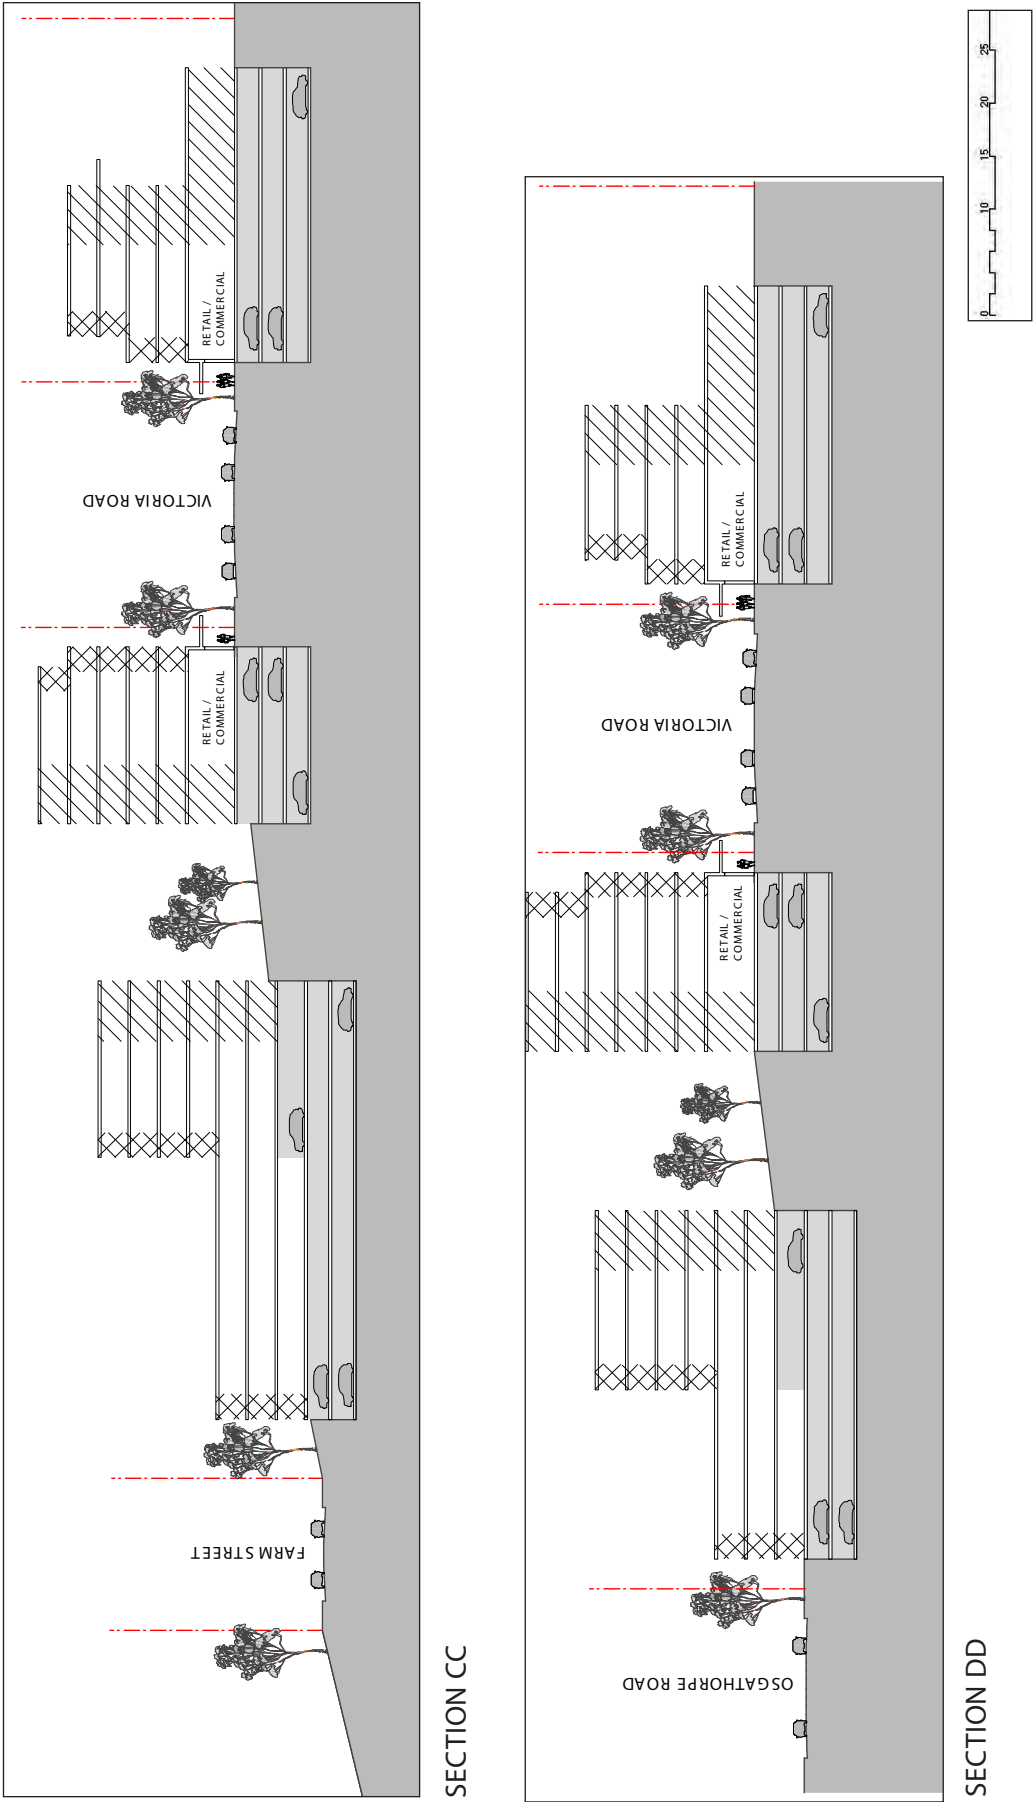 FARM STREET
RETAIL /
COMMERCIAL
VICTORIA ROAD
RETAIL /
COMMERCIAL
SECTION CC
OSGATHORPE ROAD
RETAIL /
COMMERCIAL
VICTORIA ROAD
RETAIL /
COMMERCIAL
SECTION DD
0 5 10 15 20 25